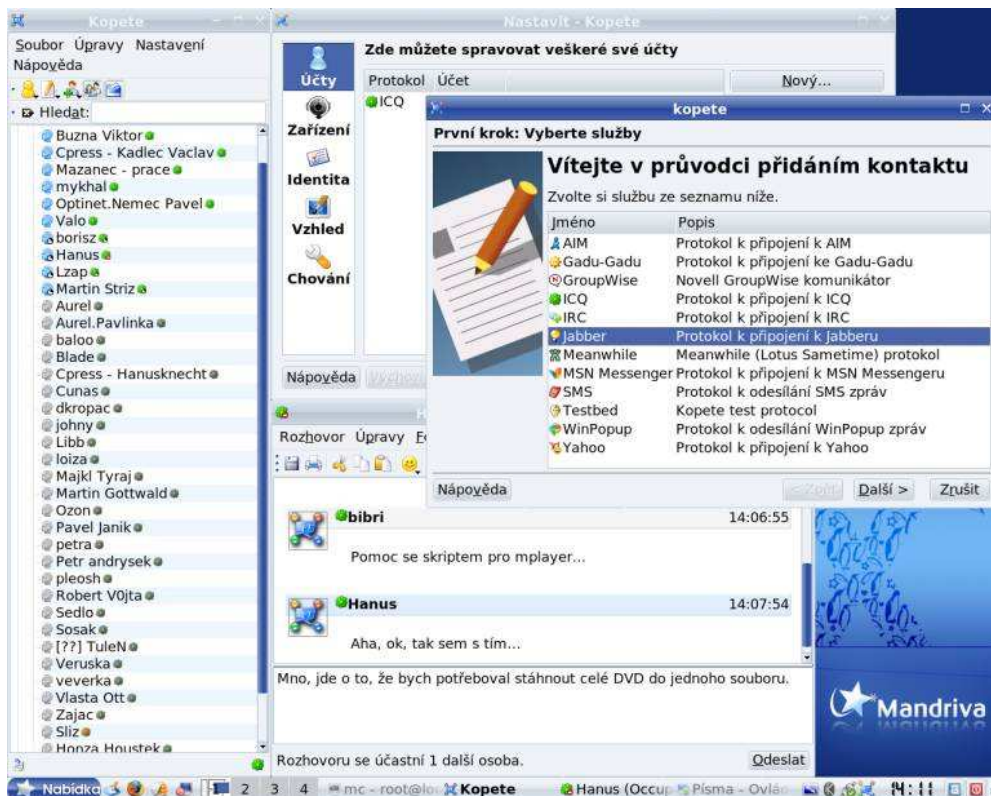 Kopete
Soubor Úpravy Nastavení
Nápověda
Hledat:
Buzna Viktor
Cpress - Kadlec Vaclav
Mazanec - prace
mykhal
Optinet.Nemec Pavel
Valo
borisz
Hanus
Lzap
Martin Striz
Aurel
Aurel.Pavlinka
baloo
Blade
Cpress - Hanusknecht
Cunas
dkropac
johny
Libb
loiza
Majkl Tyraj
Martin Gottwald
Ozon
Pavel Janik
petra
Petr andrysek
pleosh
Robert V0jta
Sedlo
Sosak
[??] TuleN
Veruska
veverka
Vlasta Ott
Zajac
Sliz
Honza Houstek
Nastavit - Kopete
Účty
Zařízení
Identita
Vzhled
Chování
Zde můžete spravovat veškeré své účty
Protokol Účet
Nový...
ICQ
Nápověda
kopete
První krok: Vyberte služby
Vítejte v průvodci přidáním kontaktu
Zvolte si službu ze seznamu níže.
Jméno Popis
AIM Protokol k připojení k AIM
Gadu-Gadu Protokol k připojení ke Gadu-Gadu
GroupWise Novell GroupWise komunikátor
ICQ Protokol k připojení k ICQ
IRC Protokol k připojení k IRC
Jabber Protokol k připojení k Jabberu
Meanwhile Meanwhile (Lotus Sametime) protokol
MSN Messenger Protokol k připojení k MSN Messengeru
SMS Protokol k odesílání SMS zpráv
Testbed Kopete test protocol
WinPopup Protokol k odesílání WinPopup zpráv
Yahoo Protokol k připojení k Yahoo
Nápověda
< Zpět Další > Zrušit
Rozhovor Úpravy
bibri 14:06:55
Pomoc se skriptem pro mplayer...
Hanus 14:07:54
Aha, ok, tak sem s tím...
Mno, jde o to, že bych potřeboval stáhnout celé DVD do jednoho souboru.
Rozhovoru se účastní 1 další osoba.
Odeslat
Mandriva
Nabídka 2 3 4 mc - root@lo Kopete Hanus (Occup Písma - Ovlá 14:11